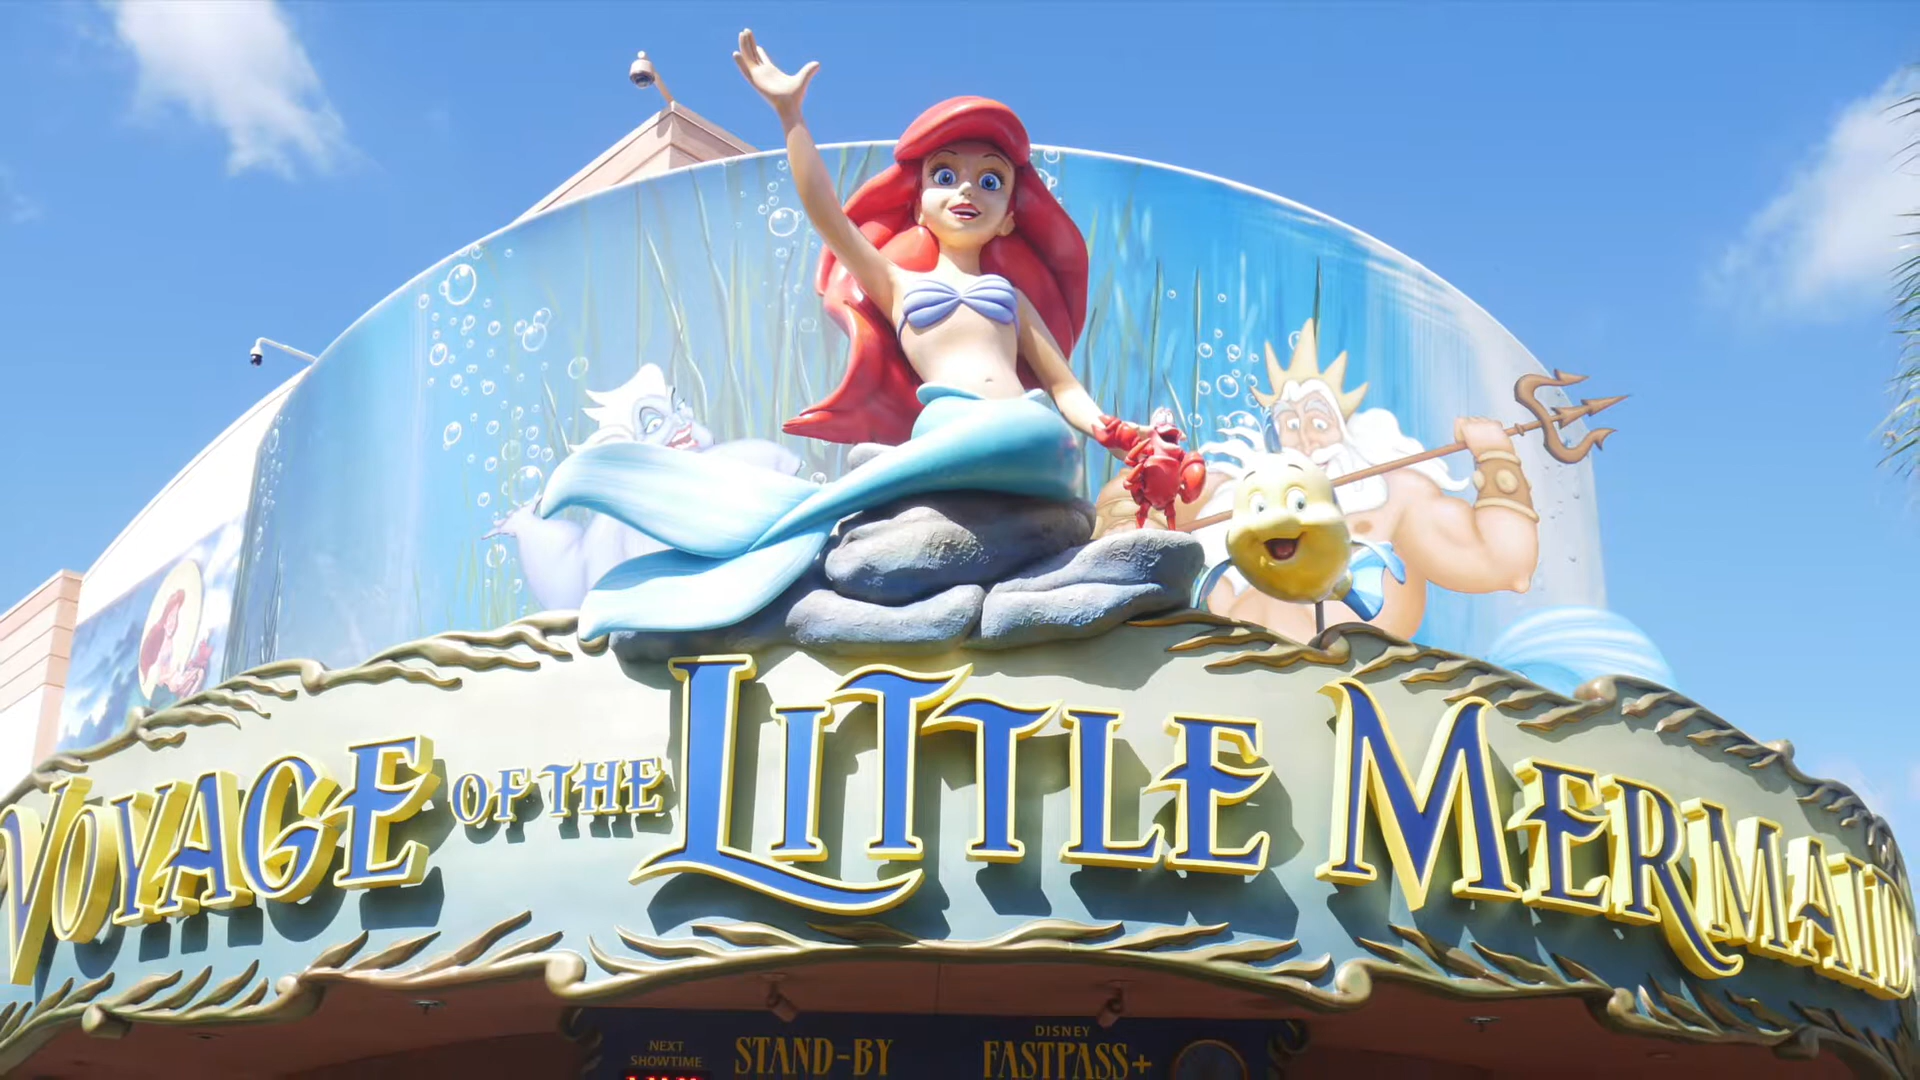 VOYAGE OF THE LITTLE MERMAID
NEXT
SHOWTIME
STAND-BY
DISNEY
FASTPASS+